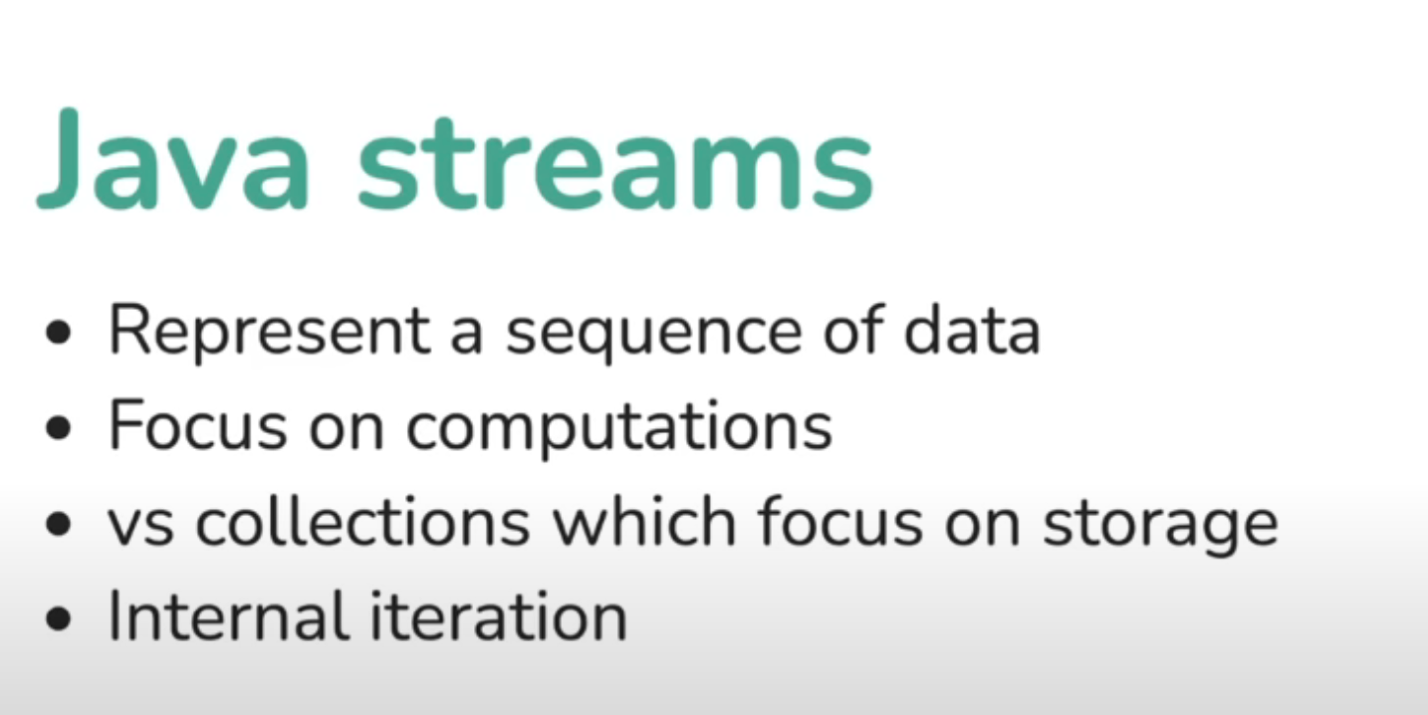 Java streams
• Represent a sequence of data
• Focus on computations
• vs collections which focus on storage
• Internal iteration